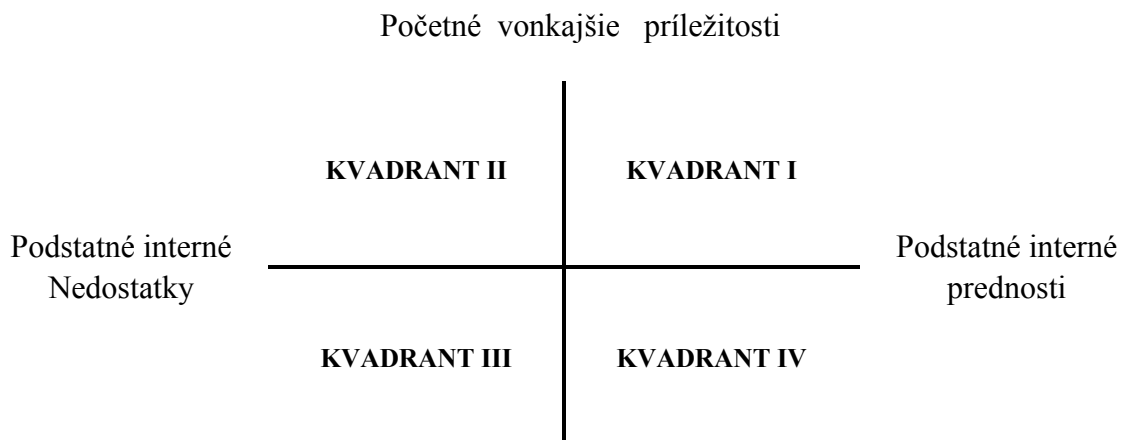 Početné vonkajšie príležitosti
KVADRANT II
KVADRANT I
Podstatné interné
Nedostatky
Podstatné interné
prednosti
KVADRANT III
KVADRANT IV